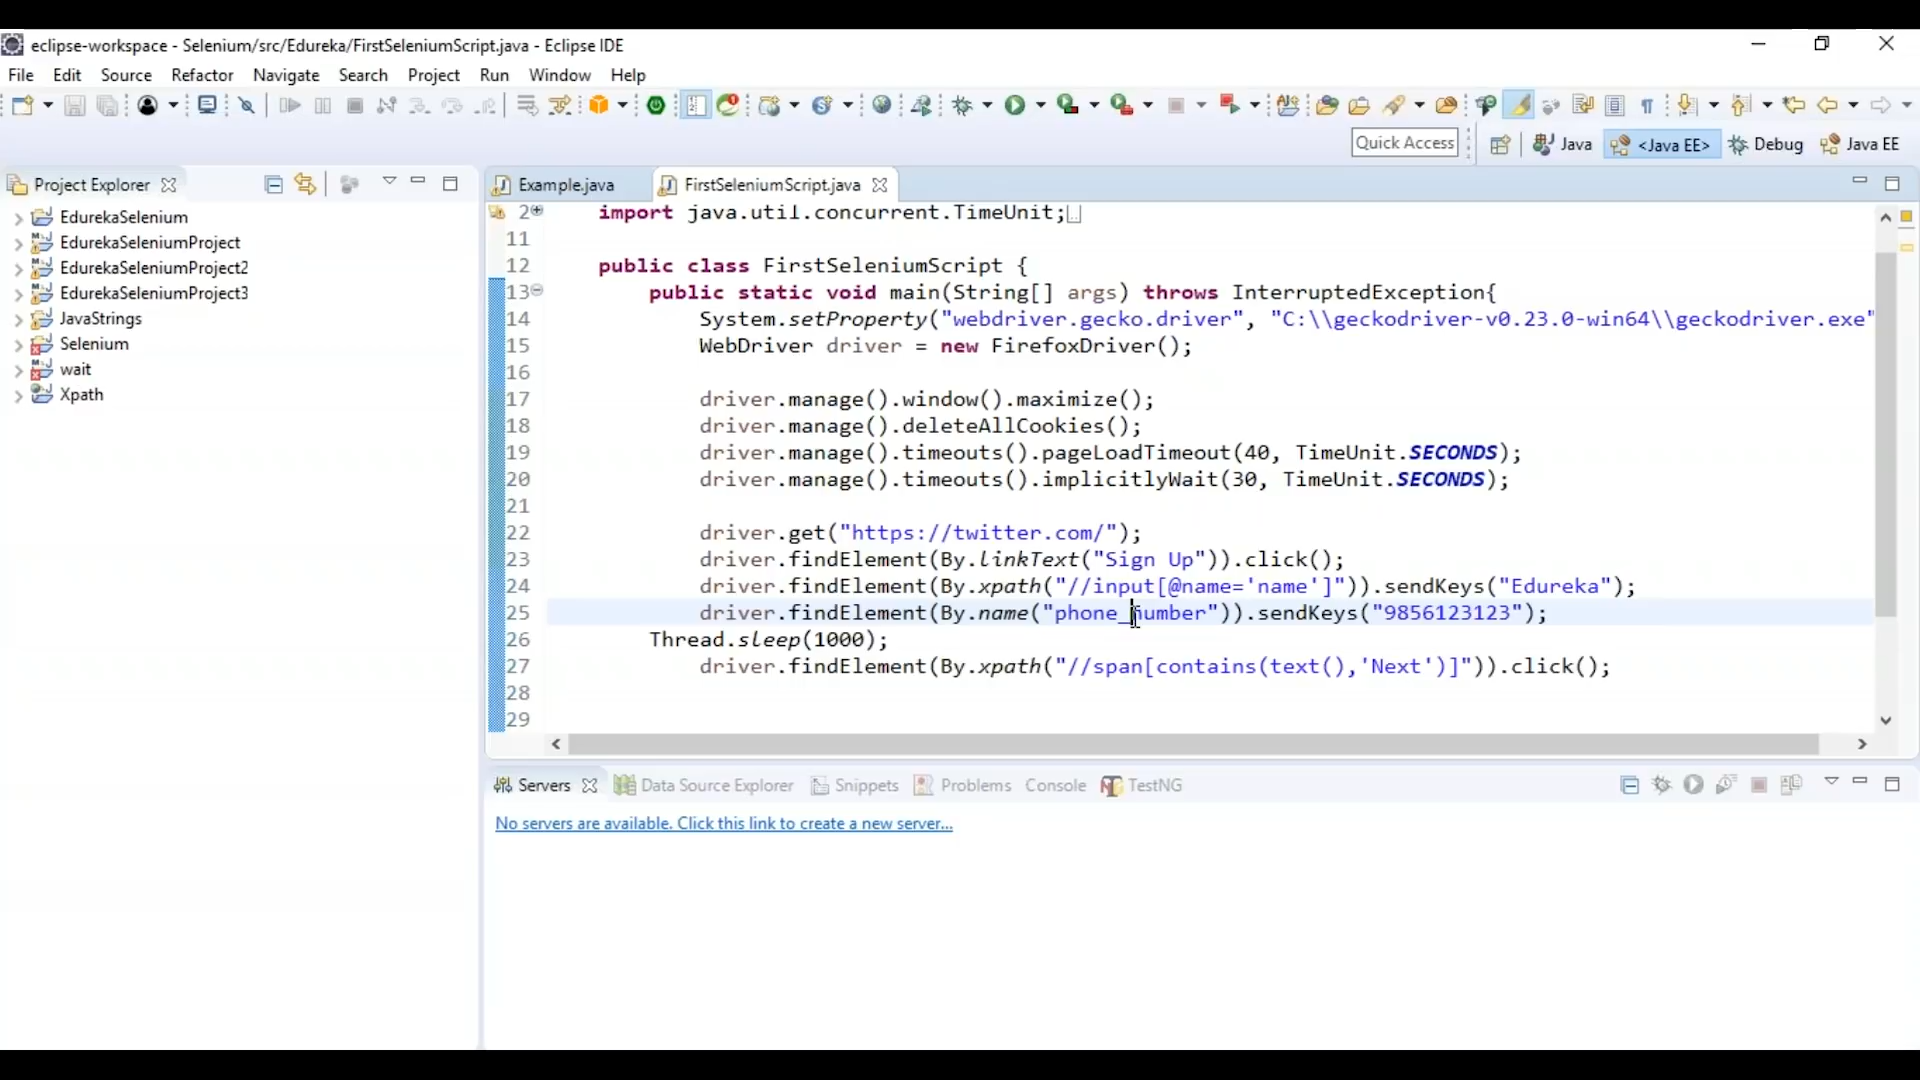 eclipse-workspace - Selenium/src/Edureka/FirstSeleniumScript.java - Eclipse IDE
File Edit Source Refactor Navigate Search Project Run Window Help
Quick Access Java <Java EE> Debug Java EE
Project Explorer
EdurekaSelenium
EdurekaSeleniumProject
EdurekaSeleniumProject2
EdurekaSeleniumProject3
JavaStrings
Selenium
wait
Xpath
Example.java FirstSeleniumScript.java
2 import java.util.concurrent.TimeUnit;
11
12 public class FirstSeleniumScript {
13 public static void main(String[] args) throws InterruptedException{
14 System.setProperty("webdriver.gecko.driver", "C:\\geckodriver-v0.23.0-win64\\geckodriver.exe"
15 WebDriver driver = new FirefoxDriver();
16
17 driver.manage().window().maximize();
18 driver.manage().deleteAllCookies();
19 driver.manage().timeouts().pageLoadTimeout(40, TimeUnit.SECONDS);
20 driver.manage().timeouts().implicitlyWait(30, TimeUnit.SECONDS);
21
22 driver.get("https://twitter.com/");
23 driver.findElement(By.linkText("Sign Up")).click();
24 driver.findElement(By.xpath("//input[@name='name']")).sendKeys("Edureka");
25 driver.findElement(By.name("phone_number")).sendKeys("9856123123");
26 Thread.sleep(1000);
27 driver.findElement(By.xpath("//span[contains(text(),'Next')]")).click();
28
29
Servers Data Source Explorer Snippets Problems Console TestNG
No servers are available. Click this link to create a new server...